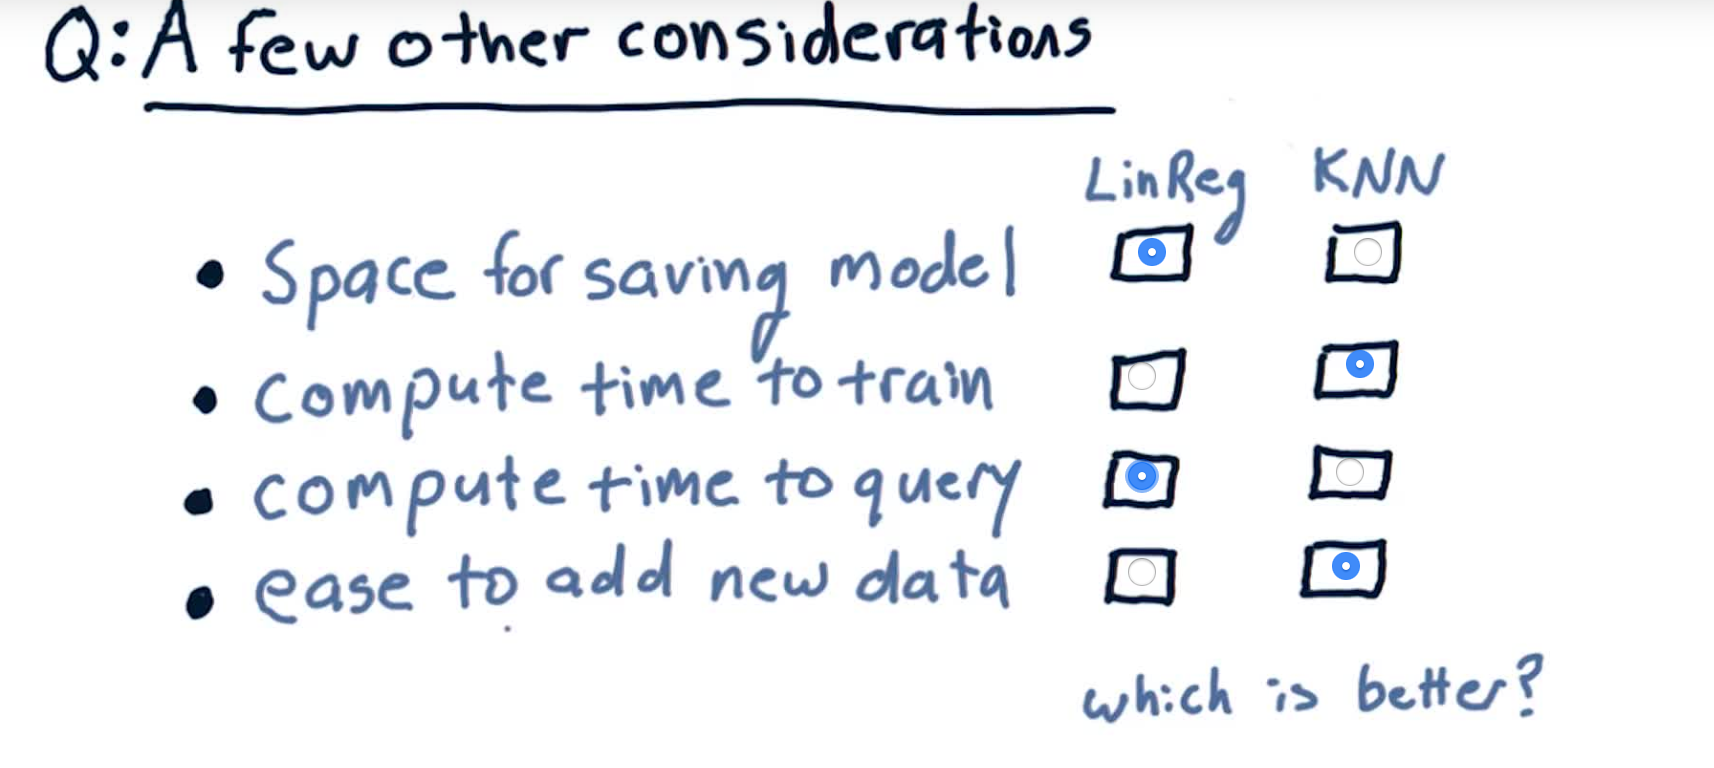 Q: A few other considerations
LinReg KNN
• Space for saving model
• compute time to train
• compute time to query
• ease to add new data
which is better?